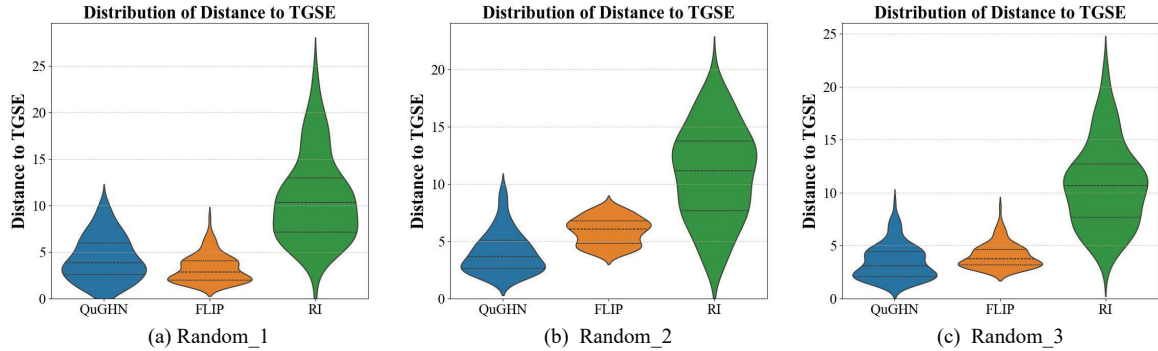 Distribution of Distance to TGSE
Distance to TGSE
25
20
15
10
5
0
QuGHN FLIP RI
(a) Random_1
Distribution of Distance to TGSE
Distance to TGSE
20
15
10
5
0
QuGHN FLIP RI
(b) Random_2
Distribution of Distance to TGSE
Distance to TGSE
25
20
15
10
5
0
QuGHN FLIP RI
(c) Random_3